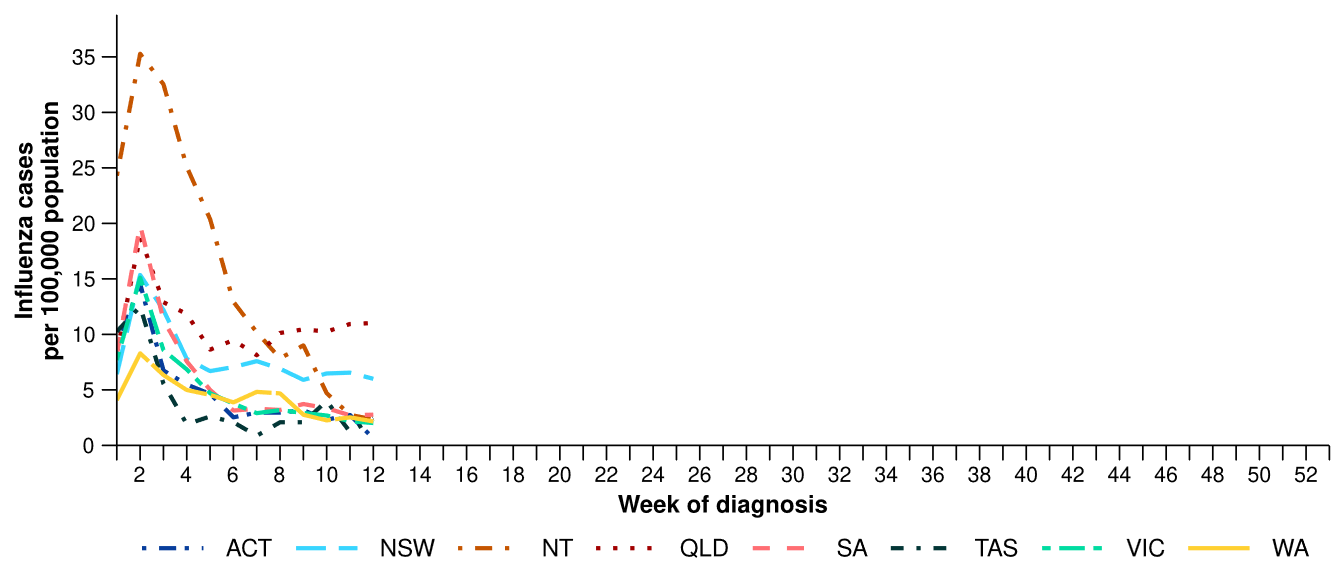 Influenza cases
per 100,000 population
35
30
25
20
15
10
5
0
2 4 6 8 10 12 14 16 18 20 22 24 26 28 30 32 34 36 38 40 42 44 46 48 50 52
Week of diagnosis
ACT NSW NT QLD SA TAS VIC WA